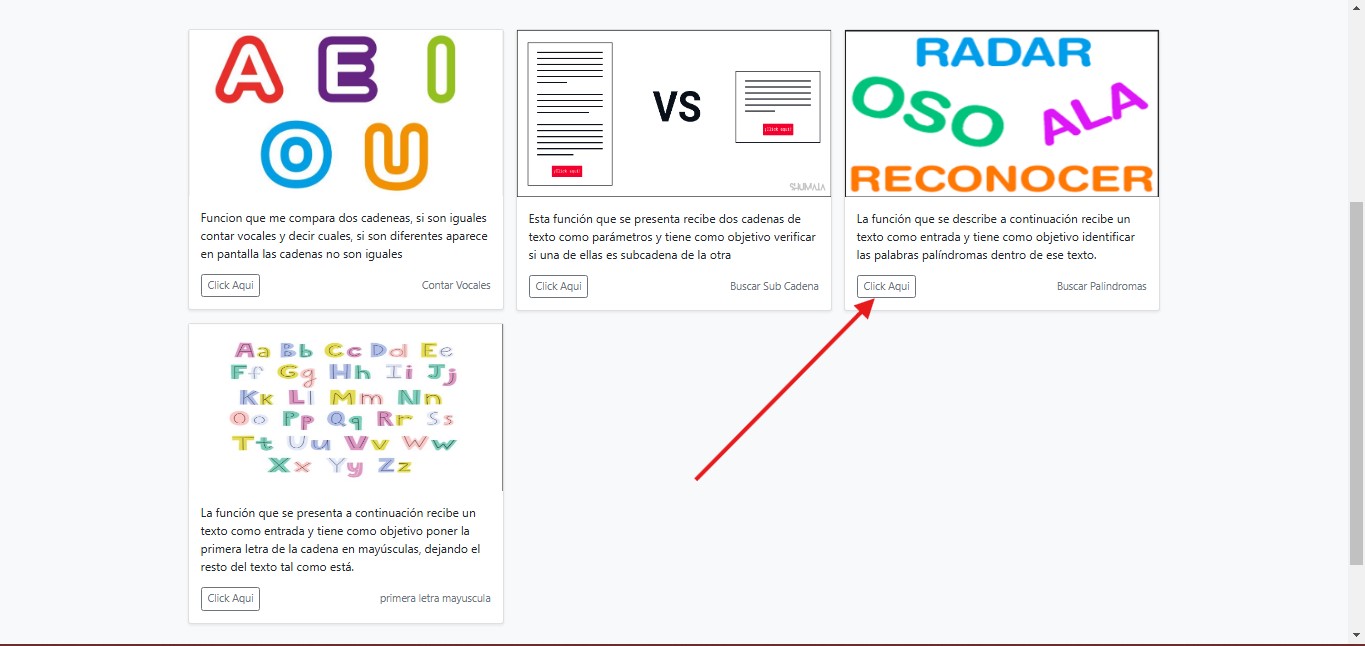 A E I
O U
Funcion que me compara dos cadeneas, si son iguales
contar vocales y decir cuales, si son diferentes aparece
en pantalla las cadenas no son iguales
Click Aqui
Contar Vocales
VS
¡Click aquí!
¡Click aquí!
SHUMAIA
Esta función que se presenta recibe dos cadenas de
texto como parámetros y tiene como objetivo verificar
si una de ellas es subcadena de la otra
Click Aqui
Buscar Sub Cadena
RADAR
OSO
ALA
RECONOCER
La función que se describe a continuación recibe un
texto como entrada y tiene como objetivo identificar
las palabras palíndromas dentro de ese texto.
Click Aqui
Buscar Palindromas
Aa Bb Cc Dd Ee
Ff Gg Hh Ii Jj
Kk Ll Mm Nn
Oo Pp Qq Rr Ss
Tt Uu Vv Ww
Xx Yy Zz
La función que se presenta a continuación recibe un
texto como entrada y tiene como objetivo poner la
primera letra de la cadena en mayúsculas, dejando el
resto del texto tal como está.
Click Aqui
primera letra mayuscula